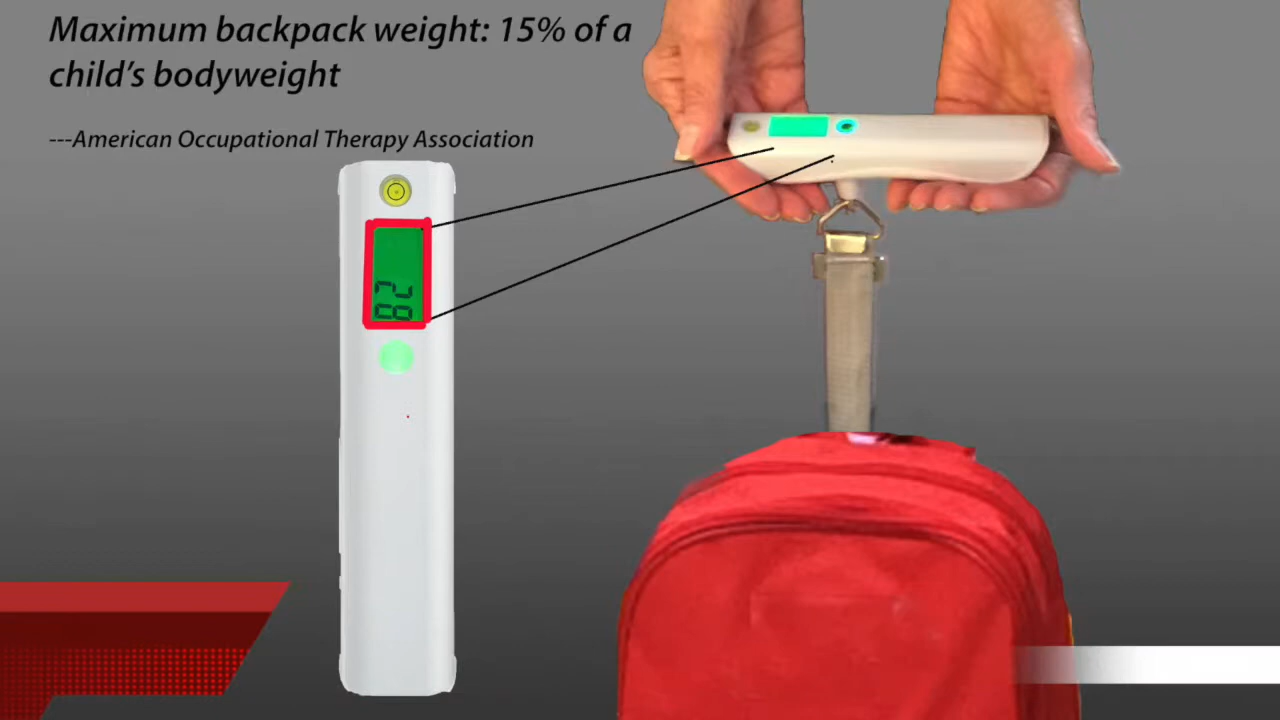 Maximum backpack weight: 15% of a
child's bodyweight
---American Occupational Therapy Association
28